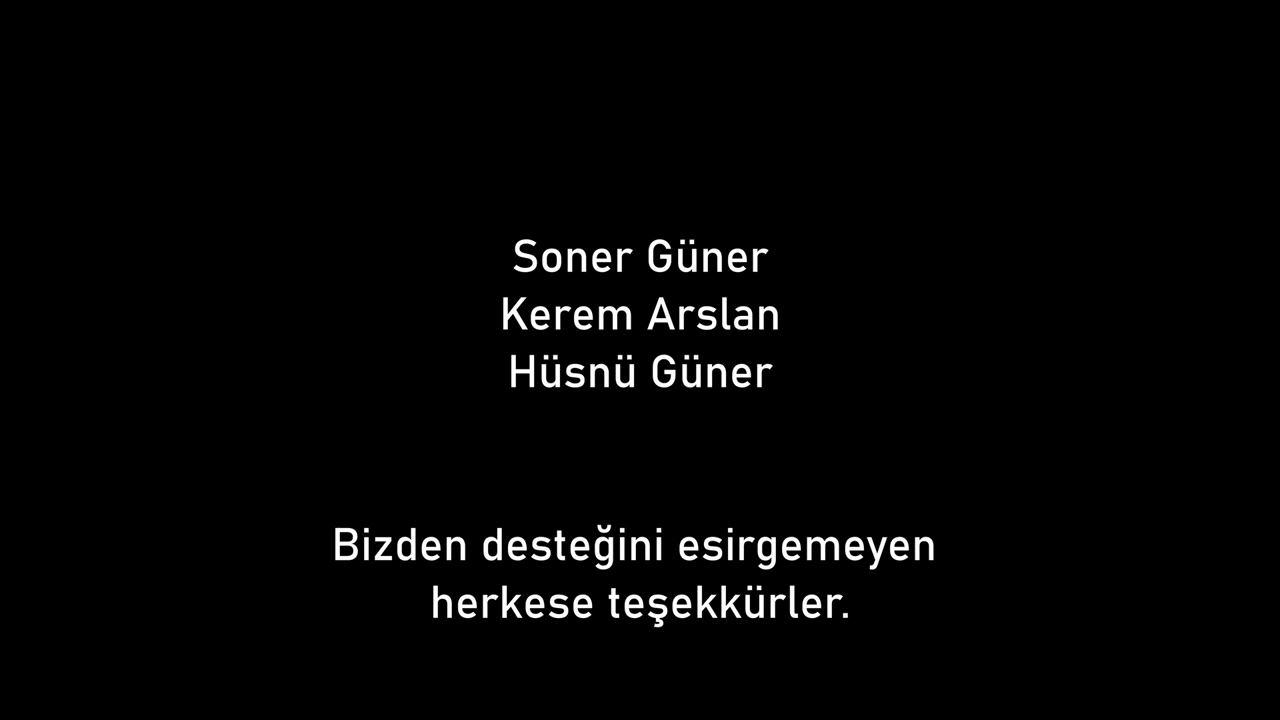 Soner Güner
Kerem Arslan
Hüsnü Güner
Bizden desteğini esirgemeyen
herkese teşekkürler.